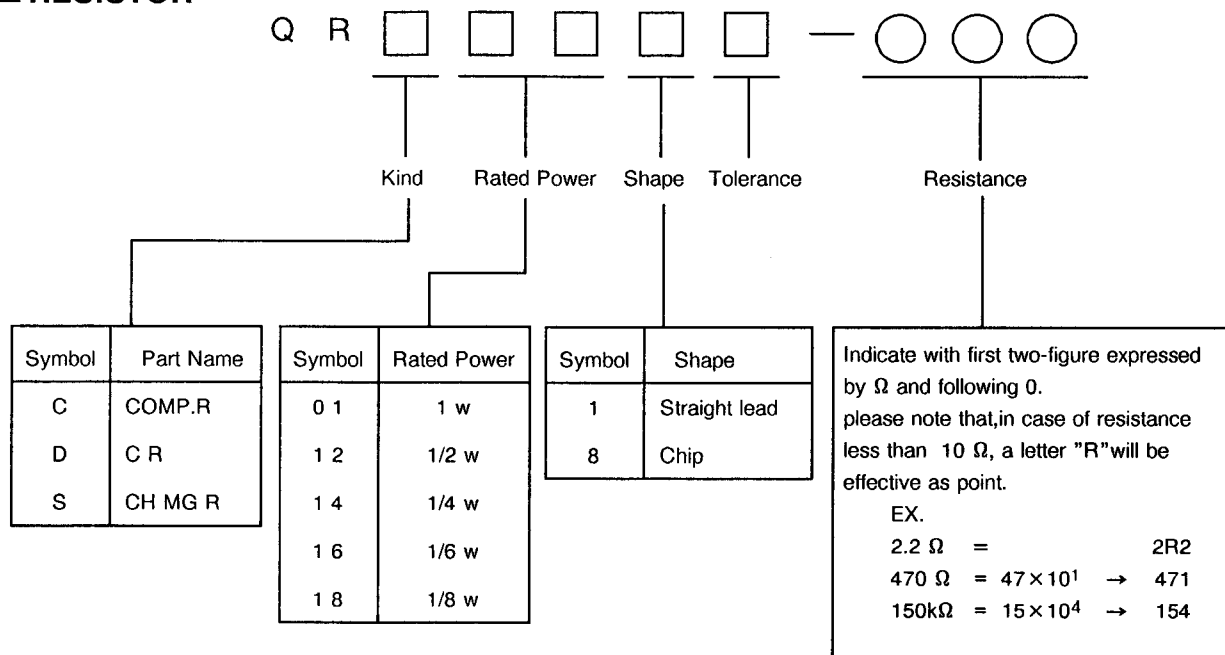 RESISTOR
Q R □ □ □ □ □ — ○ ○ ○
Kind Rated Power Shape Tolerance Resistance
Symbol Part Name
C COMP.R
D C R
S CH MG R
Symbol Rated Power
0 1 1 w
1 2 1/2 w
1 4 1/4 w
1 6 1/6 w
1 8 1/8 w
Symbol Shape
1 Straight lead
8 Chip
Indicate with first two-figure expressed
by Ω and following 0.
please note that,in case of resistance
less than 10 Ω, a letter "R"will be
effective as point.
EX.
2.2 Ω = 2R2
470 Ω = 47×10¹ → 471
150kΩ = 15×10⁴ → 154